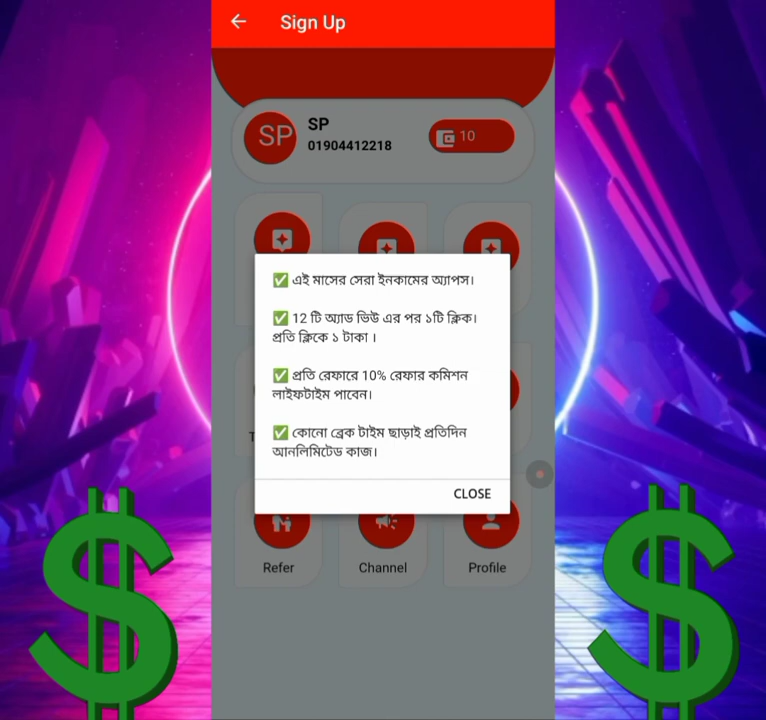 Sign Up
SP
SP
01904412218
10
✅ এই মাসের সেরা ইনকামের অ্যাপস।
✅ 12 টি অ্যাড ভিউ এর পর ১টি ক্লিক।
প্রতি ক্লিকে ১ টাকা ।
✅ প্রতি রেফারে 10% রেফার কমিশন
লাইফটাইম পাবেন।
✅ কোনো ব্রেক টাইম ছাড়াই প্রতিদিন
আনলিমিটেড কাজ।
CLOSE
Refer
Channel
Profile